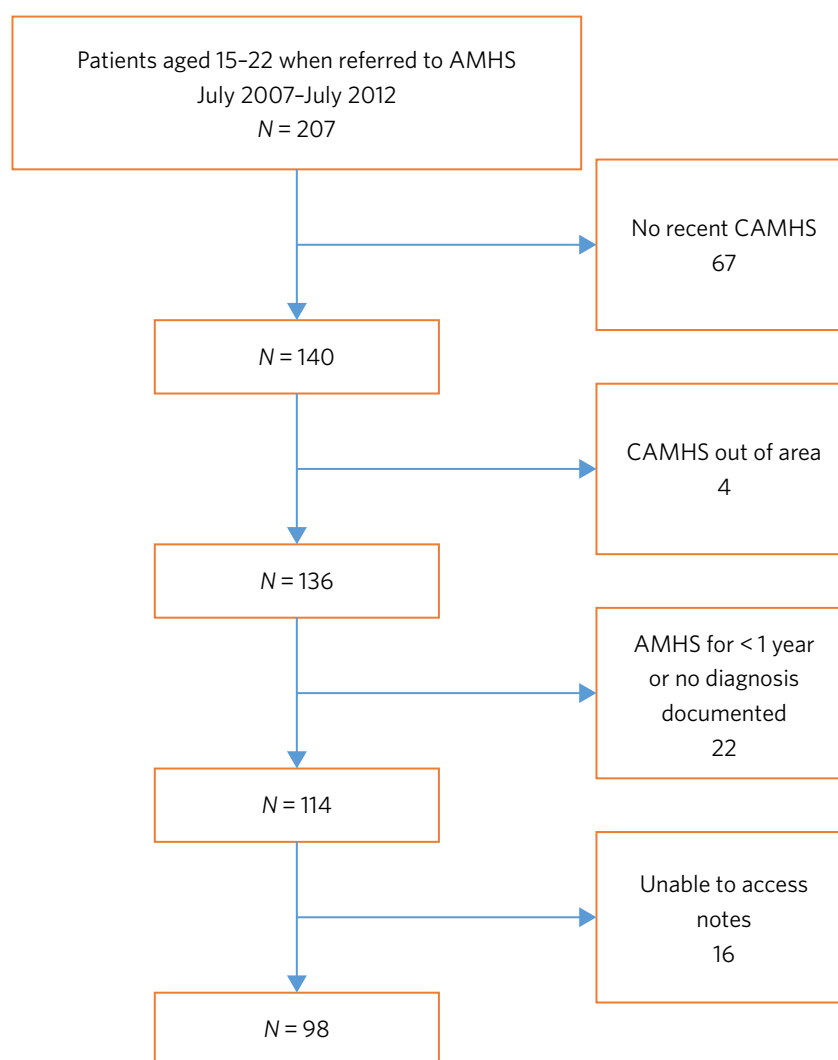 Patients aged 15–22 when referred to AMHS
July 2007–July 2012
N = 207
No recent CAMHS
67
N = 140
CAMHS out of area
4
N = 136
AMHS for < 1 year
or no diagnosis
documented
22
N = 114
Unable to access
notes
16
N = 98